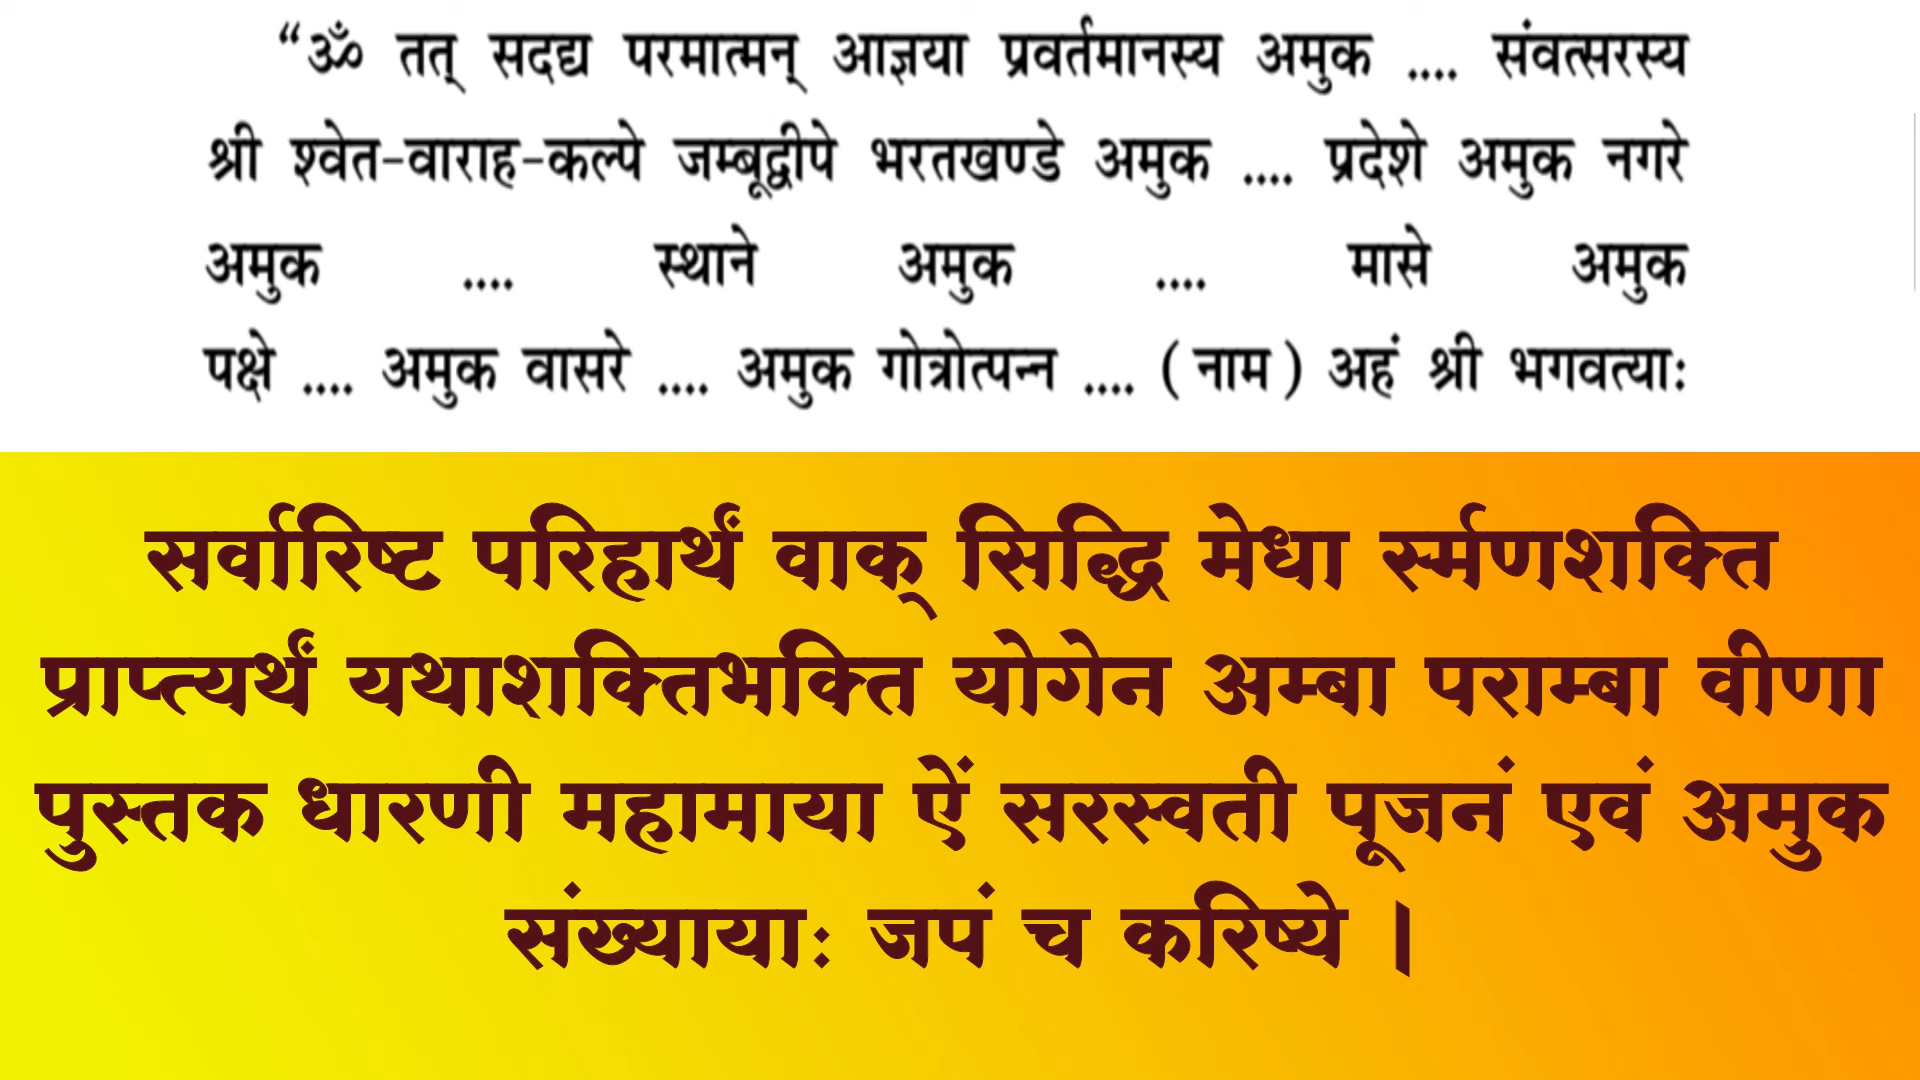 “ॐ तत् सदद्य परमात्मन् आज्ञया प्रवर्तमानस्य अमुक .... संवत्सरस्य
श्री श्वेत-वाराह-कल्पे जम्बूद्वीपे भरतखण्डे अमुक .... प्रदेशे अमुक नगरे
अमुक .... स्थाने अमुक .... मासे अमुक
पक्षे .... अमुक वासरे .... अमुक गोत्रोत्पन्न .... (नाम) अहं श्री भगवत्याः
सर्वारिष्ट परिहार्थं वाक् सिद्धि मेधा र्स्मणशक्ति
प्राप्त्यर्थं यथाशक्तिभक्ति योगेन अम्बा पराम्बा वीणा
पुस्तक धारणी महामाया ऐं सरस्वती पूजनं एवं अमुक
संख्यायाः जपं च करिष्ये ।